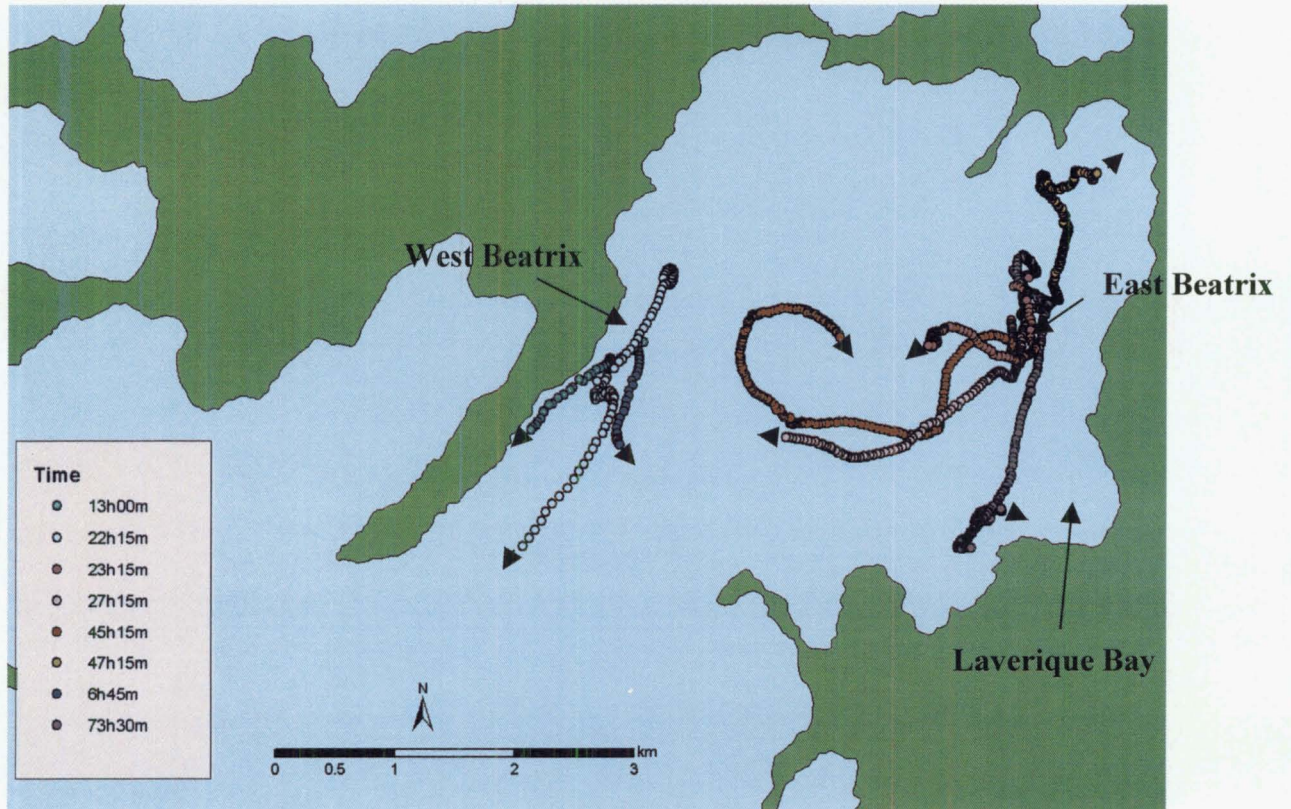 West Beatrix
East Beatrix
Laverique Bay
Time
13h00m
22h15m
23h15m
27h15m
45h15m
47h15m
6h45m
73h30m
N
km
0 0.5 1 2 3